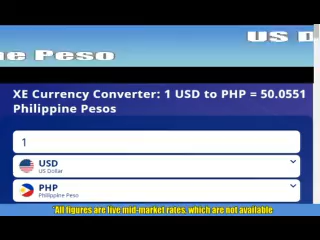 US D
ne Peso
XE Currency Converter: 1 USD to PHP = 50.0551
Philippine Pesos
1
USD
US Dollar
PHP
Philippine Peso
*All figures are live mid-market rates, which are not available